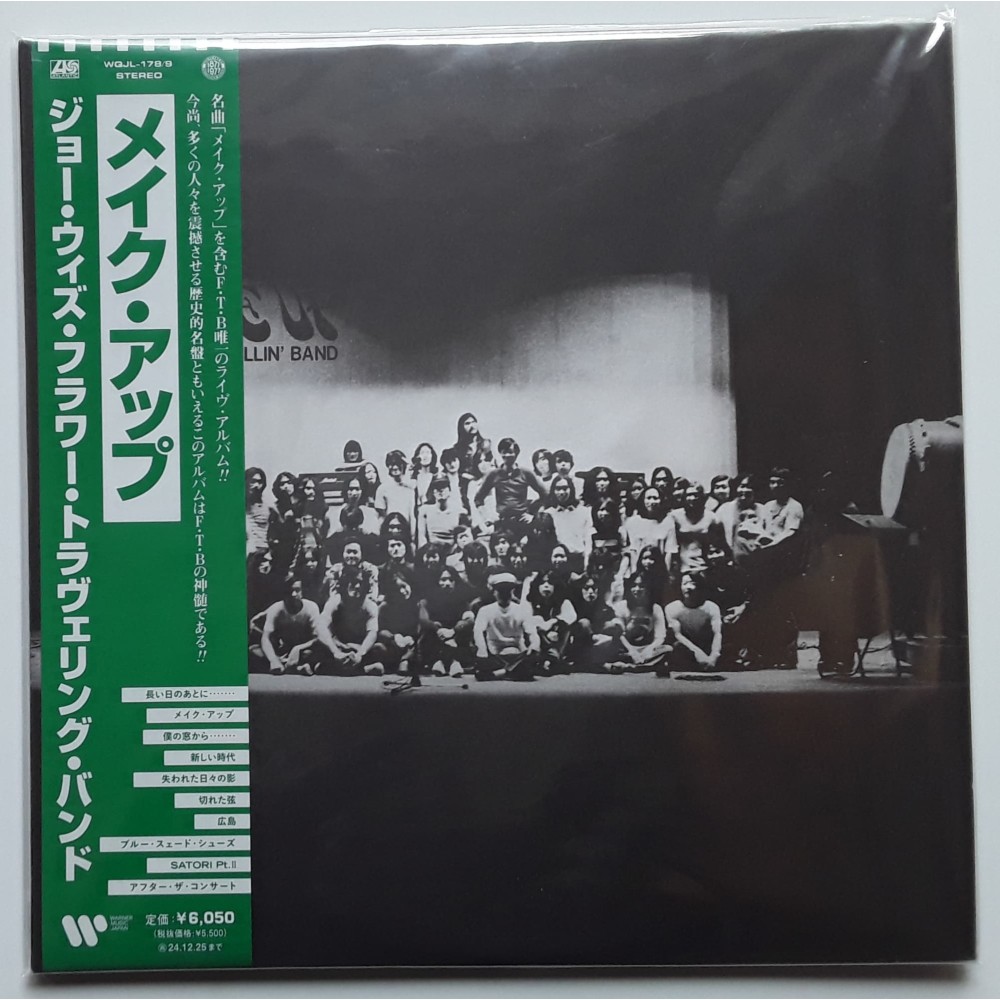 ATLANTIC
WQJL-178/9
STEREO
メイク・アップ
ジョー・ウィズ・フラワー・トラヴェリング・バンド
名曲「メイク・アップ」を含むF・T・B唯一のライヴ・アルバム!!
今尚、多くの人々を震撼させる歴史的名盤ともいえるこのアルバムはF・T・Bの神髄である!!
LLIN' BAND
長い日のあとに・・・・・・・
メイク・アップ
僕の窓から・・・・・・・
新しい時代
失われた日々の影
切れた弦
広島
ブルー・スェード・シューズ
SATORI Pt.II
アフター・ザ・コンサート
WARNER
MUSIC
JAPAN
定価:¥6,050
(税抜価格:¥5,500)
24.12.25まで